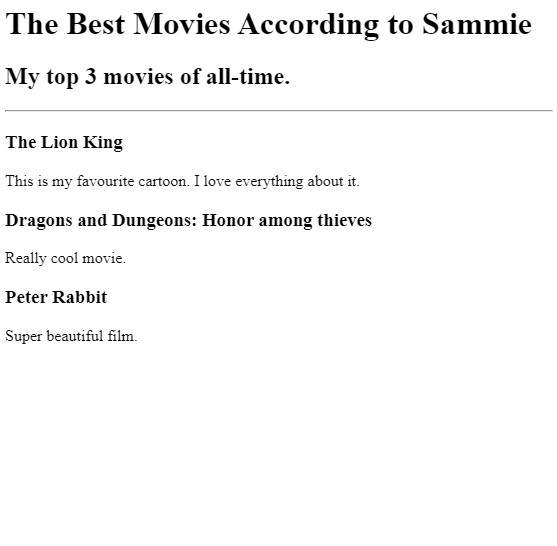 The Best Movies According to Sammie
My top 3 movies of all-time.
The Lion King
This is my favourite cartoon. I love everything about it.
Dragons and Dungeons: Honor among thieves
Really cool movie.
Peter Rabbit
Super beautiful film.